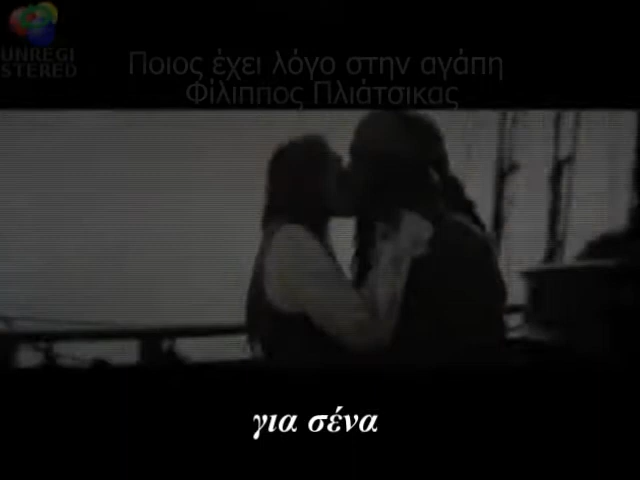 UNREGI
STERED
Ποιος έχει λόγο στην αγάπη
Φίλιππος Πλιάτσικας
για σένα